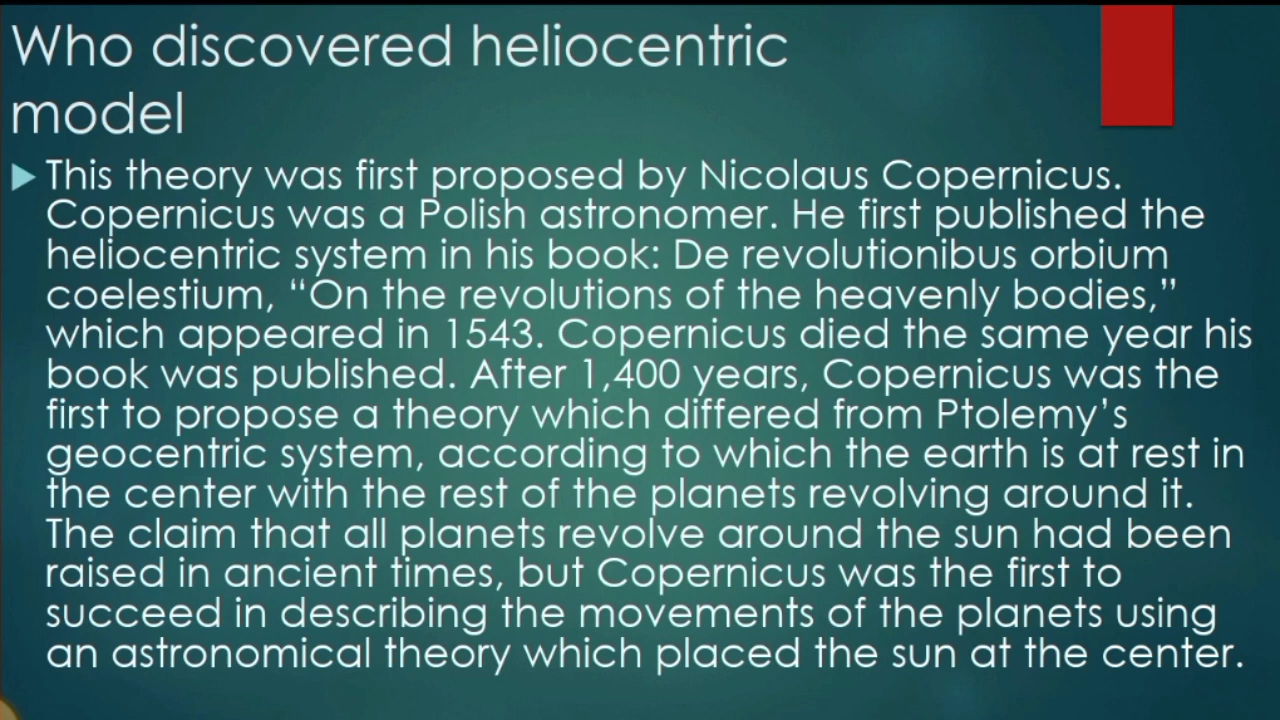 Who discovered heliocentric
model
This theory was first proposed by Nicolaus Copernicus.
Copernicus was a Polish astronomer. He first published the
heliocentric system in his book: De revolutionibus orbium
coelestium, “On the revolutions of the heavenly bodies,”
which appeared in 1543. Copernicus died the same year his
book was published. After 1,400 years, Copernicus was the
first to propose a theory which differed from Ptolemy’s
geocentric system, according to which the earth is at rest in
the center with the rest of the planets revolving around it.
The claim that all planets revolve around the sun had been
raised in ancient times, but Copernicus was the first to
succeed in describing the movements of the planets using
an astronomical theory which placed the sun at the center.